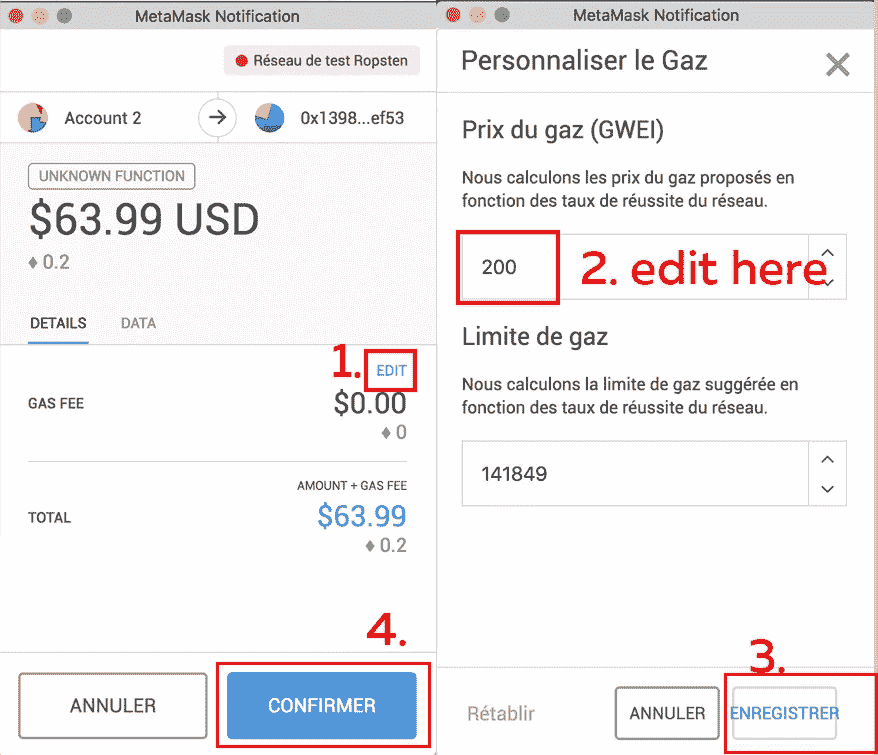 MetaMask Notification
Réseau de test Ropsten
Account 2
0x1398...ef53
UNKNOWN FUNCTION
$63.99 USD
0.2
DETAILS DATA
1. EDIT
GAS FEE $0.00
0
AMOUNT + GAS FEE
TOTAL $63.99
0.2
4.
ANNULER CONFIRMER
MetaMask Notification
Personnaliser le Gaz
Prix du gaz (GWEI)
Nous calculons les prix du gaz proposés en
fonction des taux de réussite du réseau.
200 2. edit here
Limite de gaz
Nous calculons la limite de gaz suggérée en
fonction des taux de réussite du réseau.
141849
3.
Rétablir ANNULER ENREGISTRER